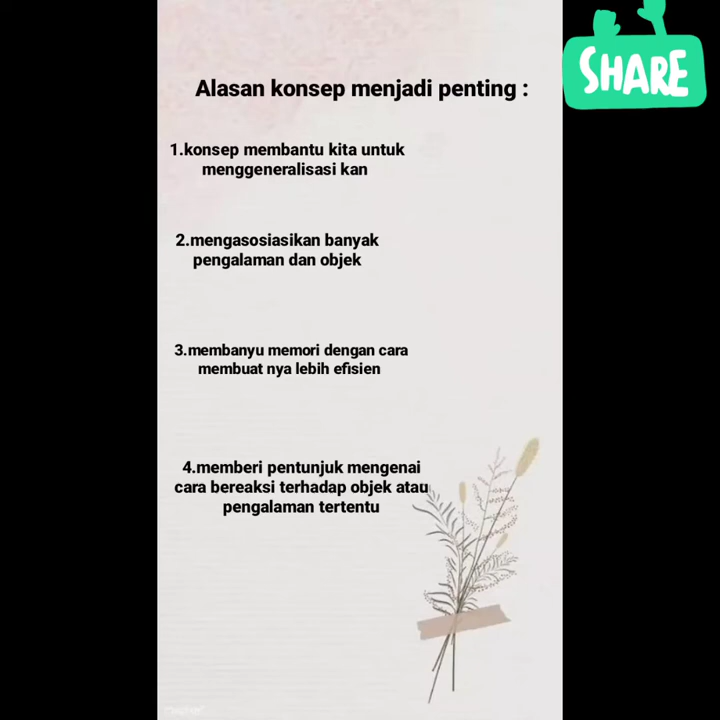 SHARE
Alasan konsep menjadi penting :
1.konsep membantu kita untuk
menggeneralisasi kan
2.mengasosiasikan banyak
pengalaman dan objek
3.membanyu memori dengan cara
membuat nya lebih efisien
4.memberi pentunjuk mengenai
cara bereaksi terhadap objek atau
pengalaman tertentu